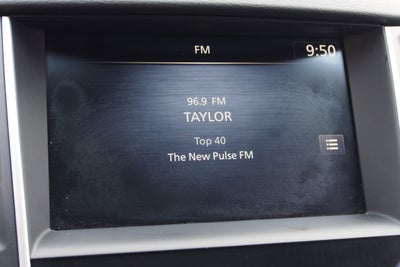 FM 9:50
96.9 FM
TAYLOR
Top 40
The New Pulse FM